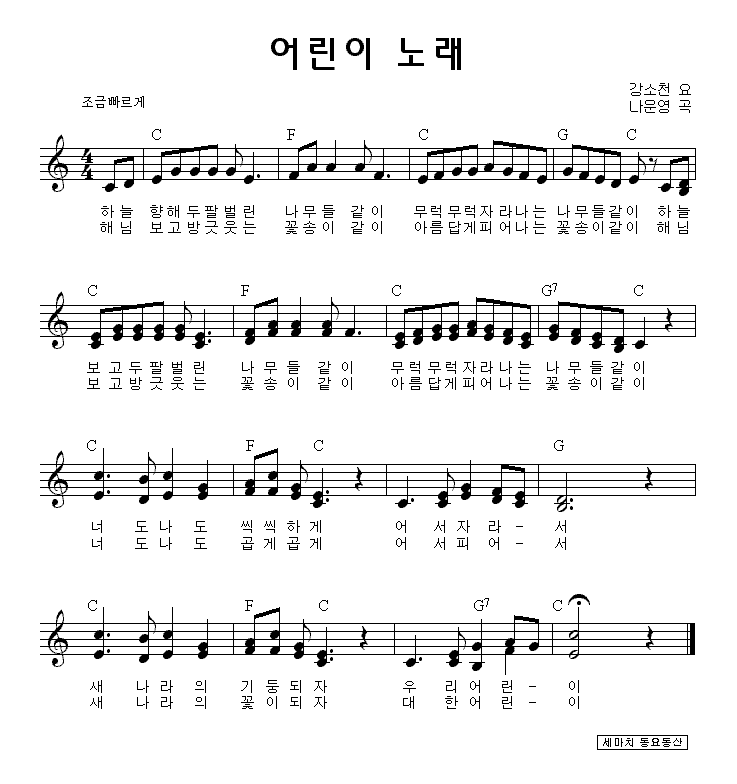 어린이 노래
강소천 요
조금빠르게
나운영 곡
C F C G C
4
4
하늘 향해두팔벌린 나무들 같이 무럭무럭자라나는 나무들같이 하늘
해님 보고방긋웃는 꽃송이 같이 아름답게피어나는 꽃송이같이 해님
C F C G7 C
보고두팔벌린 나무들 같이 무럭무럭자라나는 나무들같이
보고방긋웃는 꽃송이 같이 아름답게피어나는 꽃송이같이
C F C G
너 도나도 씩씩하게 어 서자라-서
너 도나도 곱게곱게 어 서피어-서
C F C G7 C
새 나라의 기둥되자 우 리어린-이
새 나라의 꽃이되자 대 한어린-이
세마치 동요동산